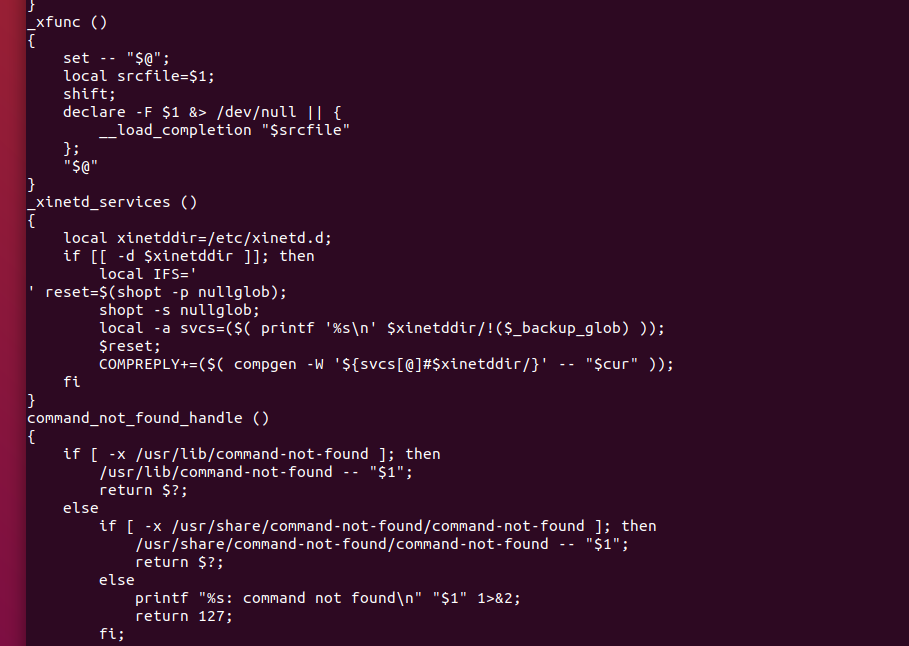 }
_xfunc ()
{
    set -- "$@";
    local srcfile=$1;
    shift;
    declare -F $1 &> /dev/null || {
        __load_completion "$srcfile"
    };
    "$@"
}
_xinetd_services ()
{
    local xinetddir=/etc/xinetd.d;
    if [[ -d $xinetddir ]]; then
        local IFS='
' reset=$(shopt -p nullglob);
        shopt -s nullglob;
        local -a svcs=($( printf '%s\n' $xinetddir/!($_backup_glob) ));
        $reset;
        COMPREPLY+=($( compgen -W '${svcs[@]#$xinetddir/}' -- "$cur" ));
    fi
}
command_not_found_handle ()
{
    if [ -x /usr/lib/command-not-found ]; then
        /usr/lib/command-not-found -- "$1";
        return $?;
    else
        if [ -x /usr/share/command-not-found/command-not-found ]; then
            /usr/share/command-not-found/command-not-found -- "$1";
            return $?;
        else
            printf "%s: command not found\n" "$1" 1>&2;
            return 127;
        fi;